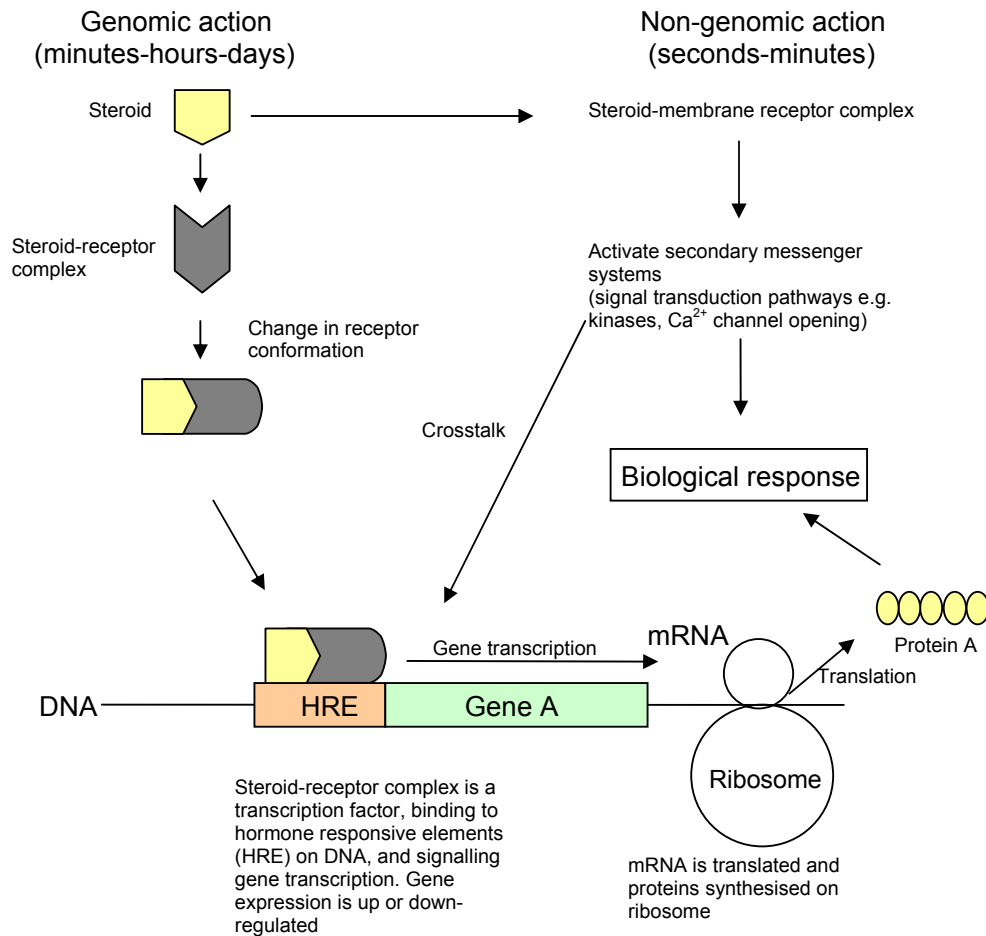 Genomic action
(minutes-hours-days)
Non-genomic action
(seconds-minutes)
Steroid
Steroid-membrane receptor complex
Steroid-receptor
complex
Activate secondary messenger
systems
(signal transduction pathways e.g.
kinases, Ca²⁺ channel opening)
Change in receptor
conformation
Crosstalk
Biological response
Protein A
Gene transcription
mRNA
Translation
DNA
HRE
Gene A
Ribosome
Steroid-receptor complex is a
transcription factor, binding to
hormone responsive elements
(HRE) on DNA, and signalling
gene transcription. Gene
expression is up or down-
regulated
mRNA is translated and
proteins synthesised on
ribosome